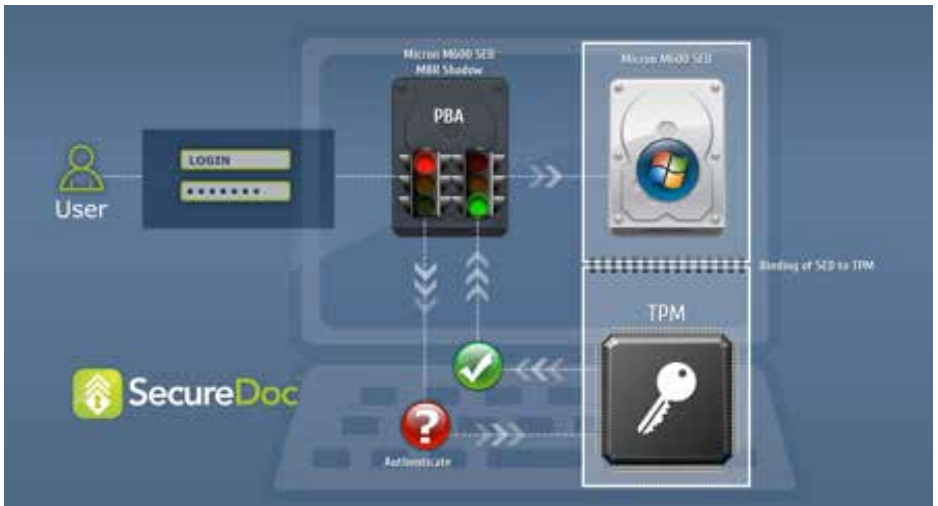 Micron M600 SED
MBR Shadow
PBA
Micron M600 SED
LOGIN
User
Binding of SED to TPM
TPM
SecureDoc
Authenticate